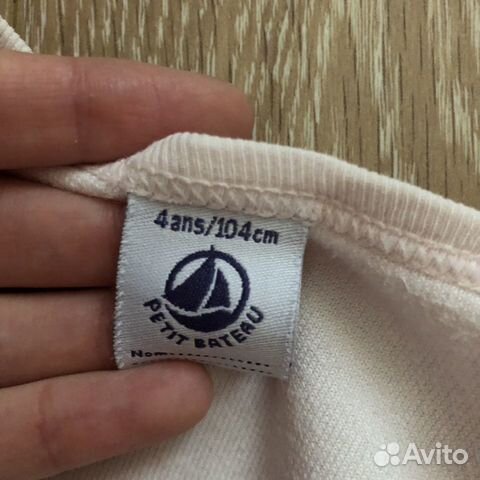 4ans/104cm
PETIT BATEAU
Nom
Avito